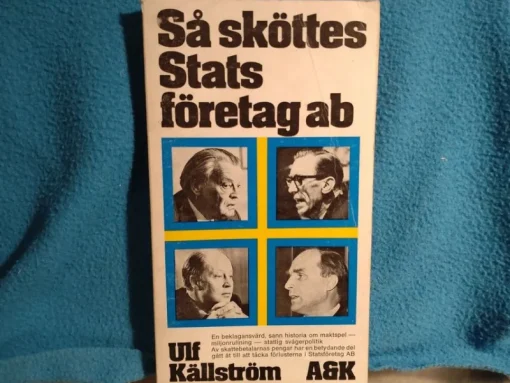 Så sköttes
Stats
företag ab
En beklagansvärd, sann historia om maktspel —
miljonrullning — statlig svågerpolitik
Av skattebetalarnas pengar har en betydande del
gått åt till att täcka förlusterna i Statsföretag AB
Ulf
Källström A&K